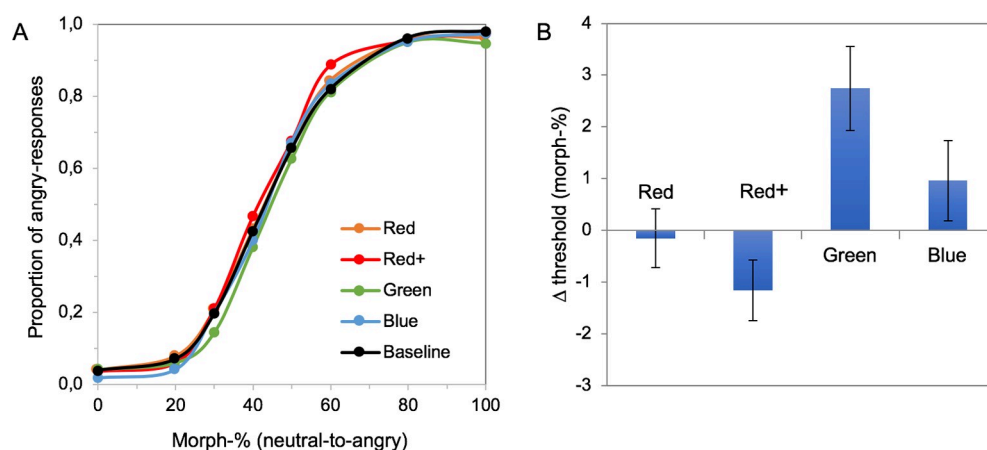 A
Proportion of angry-responses
1,0
0,8
0,6
0,4
0,2
0,0
0
20
40
60
80
100
Morph-% (neutral-to-angry)
Red
Red+
Green
Blue
Baseline
B
Δ threshold (morph-%)
4
3
2
1
0
-1
-2
-3
Red
Red+
Green
Blue